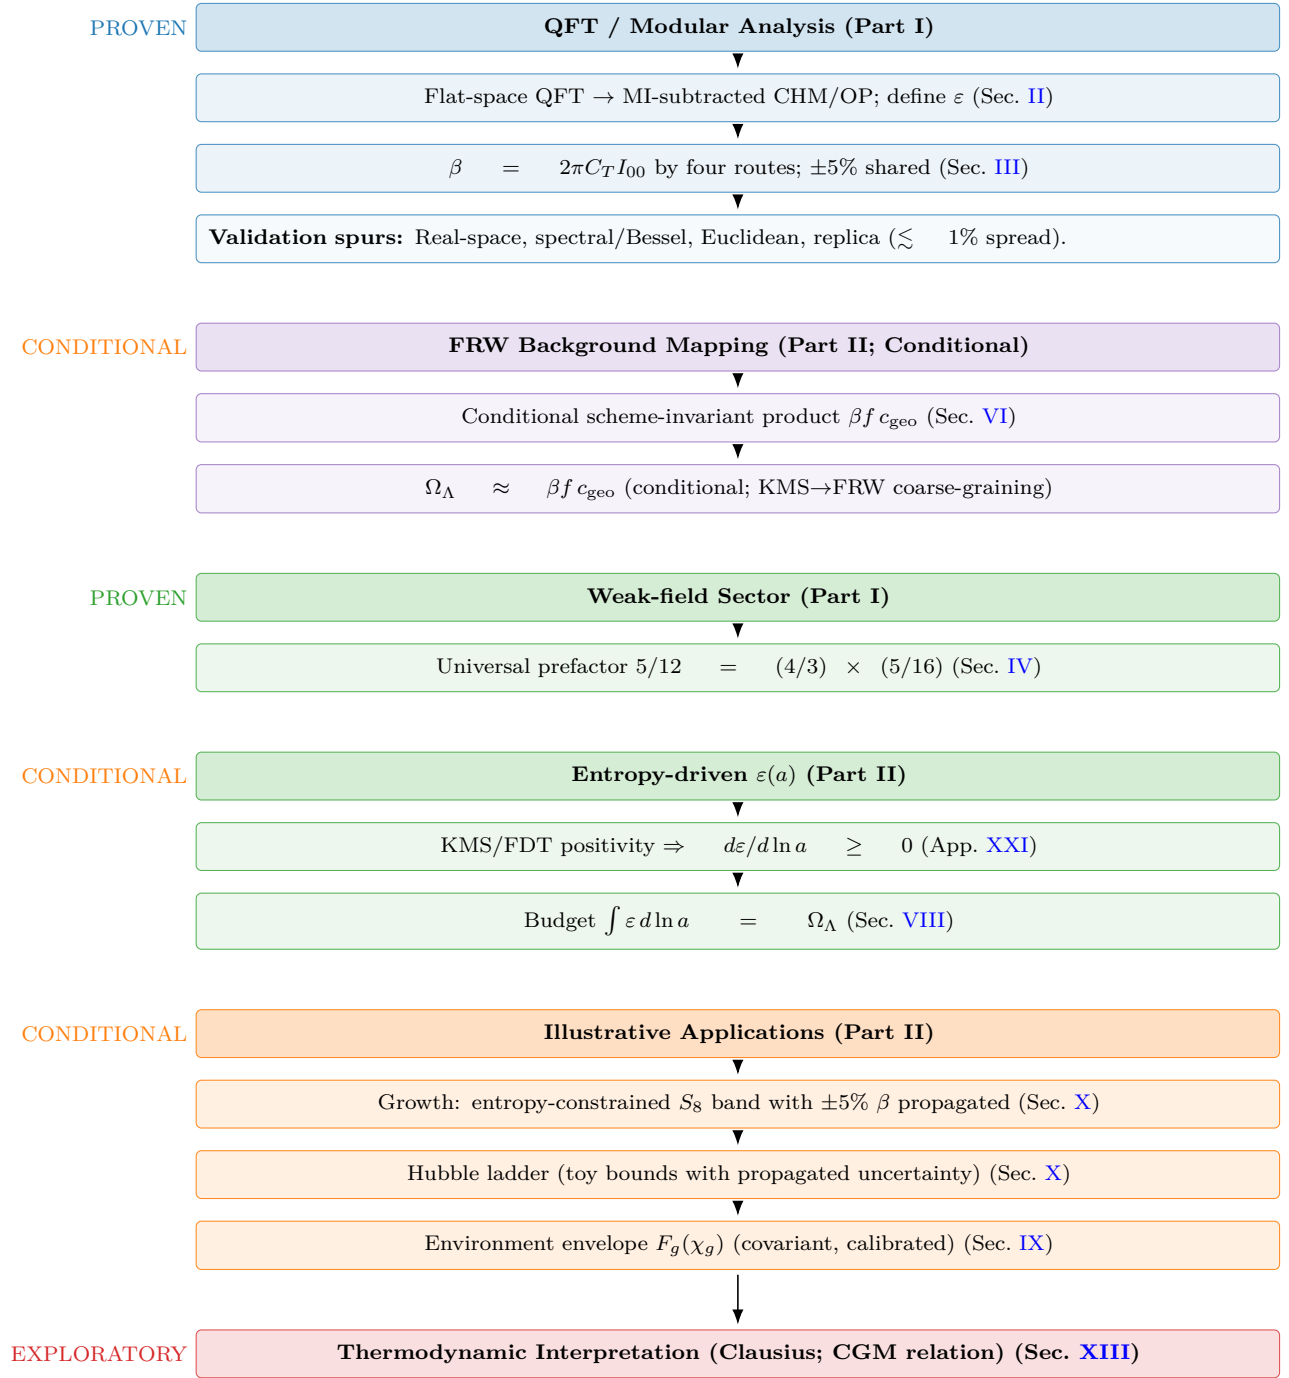 PROVEN
QFT / Modular Analysis (Part I)
Flat-space QFT → MI-subtracted CHM/OP; define ε (Sec. II)
β = 2πC_T I_00 by four routes; ±5% shared (Sec. III)
Validation spurs: Real-space, spectral/Bessel, Euclidean, replica (≲ 1% spread).
CONDITIONAL
FRW Background Mapping (Part II; Conditional)
Conditional scheme-invariant product βf c_geo (Sec. VI)
Ω_Λ ≈ βf c_geo (conditional; KMS→FRW coarse-graining)
PROVEN
Weak-field Sector (Part I)
Universal prefactor 5/12 = (4/3) × (5/16) (Sec. IV)
CONDITIONAL
Entropy-driven ε(a) (Part II)
KMS/FDT positivity ⇒ dε/d ln a ≥ 0 (App. XXI)
Budget ∫ ε d ln a = Ω_Λ (Sec. VIII)
CONDITIONAL
Illustrative Applications (Part II)
Growth: entropy-constrained S_8 band with ±5% β propagated (Sec. X)
Hubble ladder (toy bounds with propagated uncertainty) (Sec. X)
Environment envelope F_g(χ_g) (covariant, calibrated) (Sec. IX)
EXPLORATORY
Thermodynamic Interpretation (Clausius; CGM relation) (Sec. XIII)